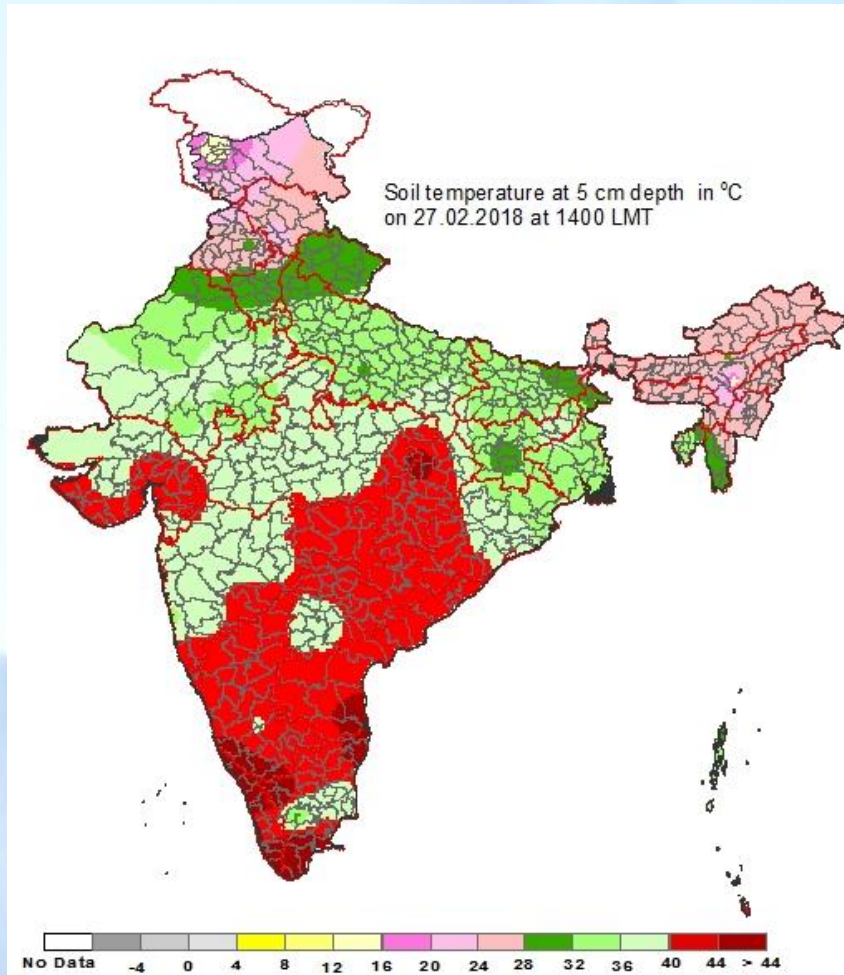 Soil temperature at 5 cm depth in ⁰C
on 27.02.2018 at 1400 LMT
No Data -4 0 4 8 12 16 20 24 28 32 36 40 44 > 44